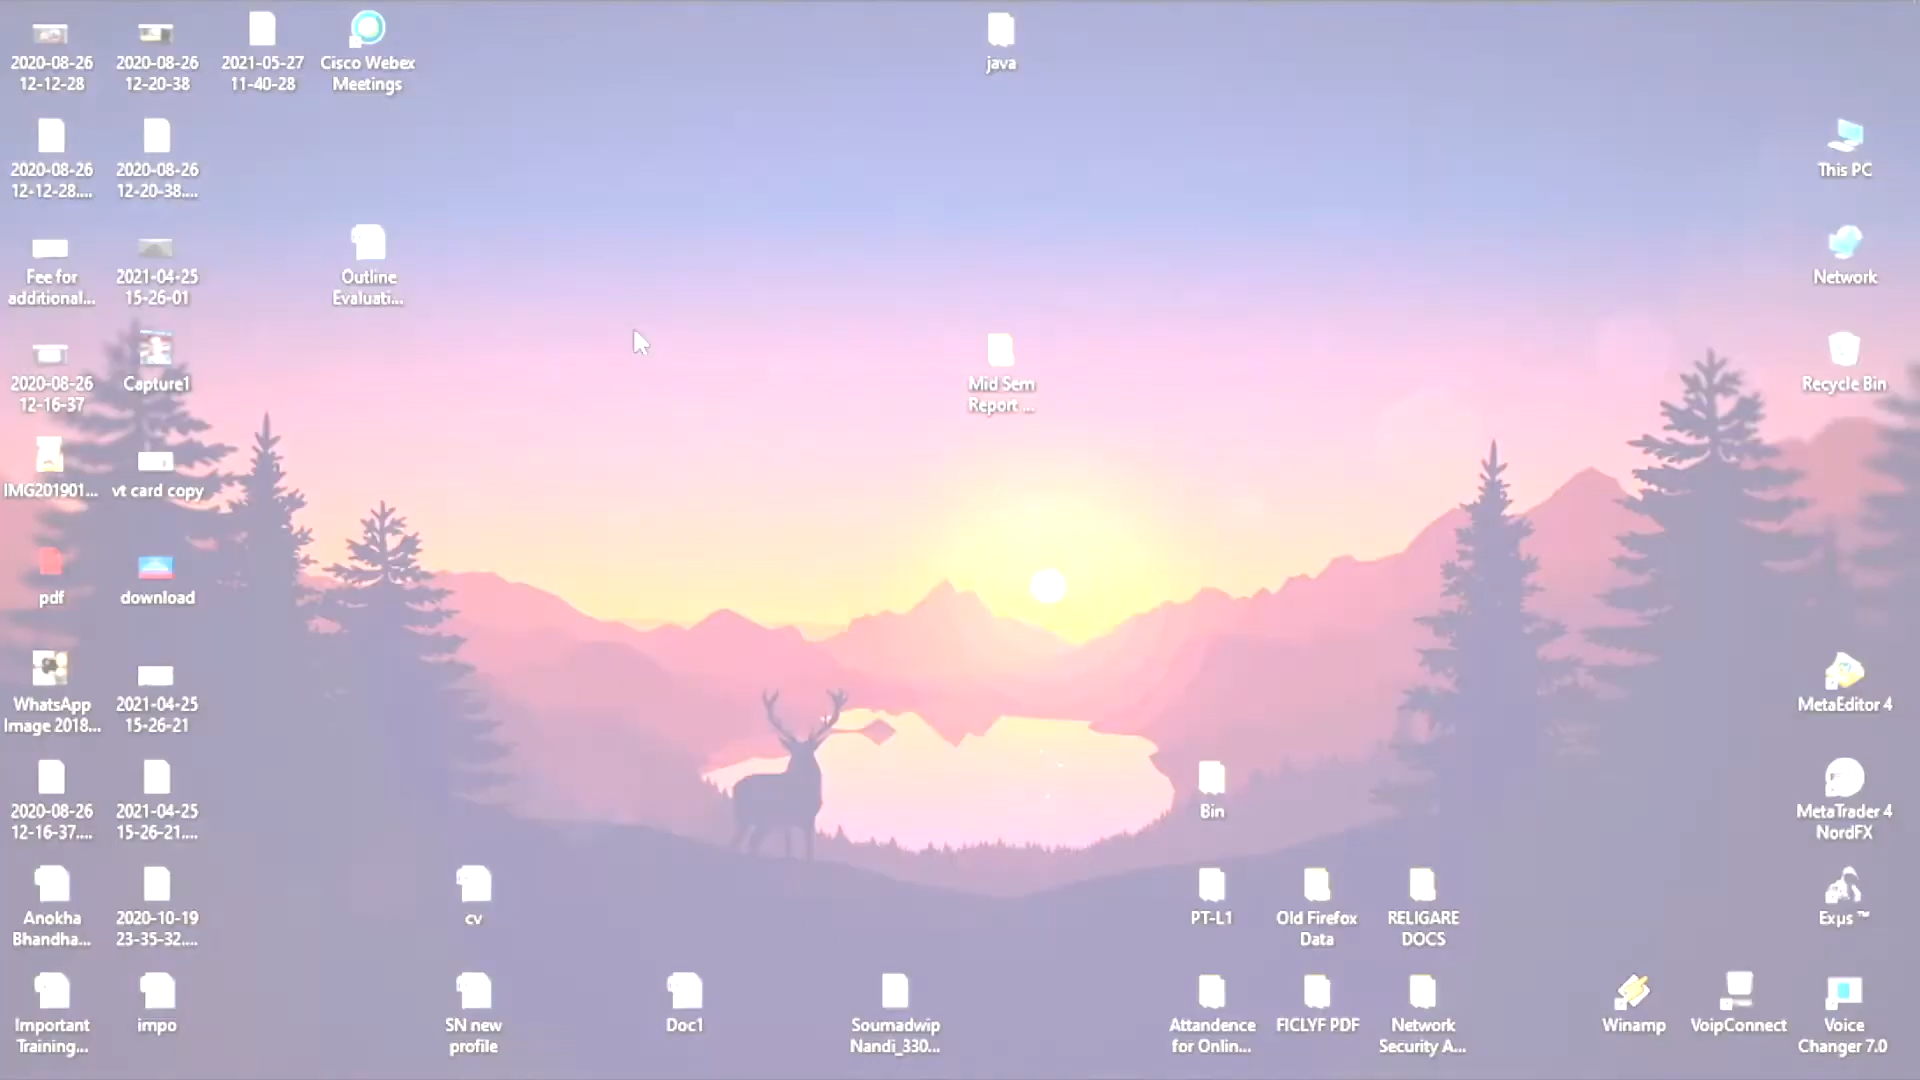 2020-08-26
12-12-28
2020-08-26
12-20-38
2021-05-27
11-40-28
Cisco Webex
Meetings
java
2020-08-26
12-12-28....
2020-08-26
12-20-38....
This PC
Fee for
additional...
2021-04-25
15-26-01
Outline
Evaluati...
Network
2020-08-26
12-16-37
Capture1
Mid Sem
Report ...
Recycle Bin
IMG201901...
vt card copy
pdf
download
WhatsApp
Image 2018...
2021-04-25
15-26-21
MetaEditor 4
2020-08-26
12-16-37....
2021-04-25
15-26-21....
Bin
MetaTrader 4
NordFX
Anokha
Bhandha...
2020-10-19
23-35-32....
cv
PT-L1
Old Firefox
Data
RELIGARE
DOCS
Exµs ™
Important
Training...
impo
SN new
profile
Doc1
Soumadwip
Nandi_330...
Attandence
for Onlin...
FICLYF PDF
Network
Security A...
Winamp
VoipConnect
Voice
Changer 7.0